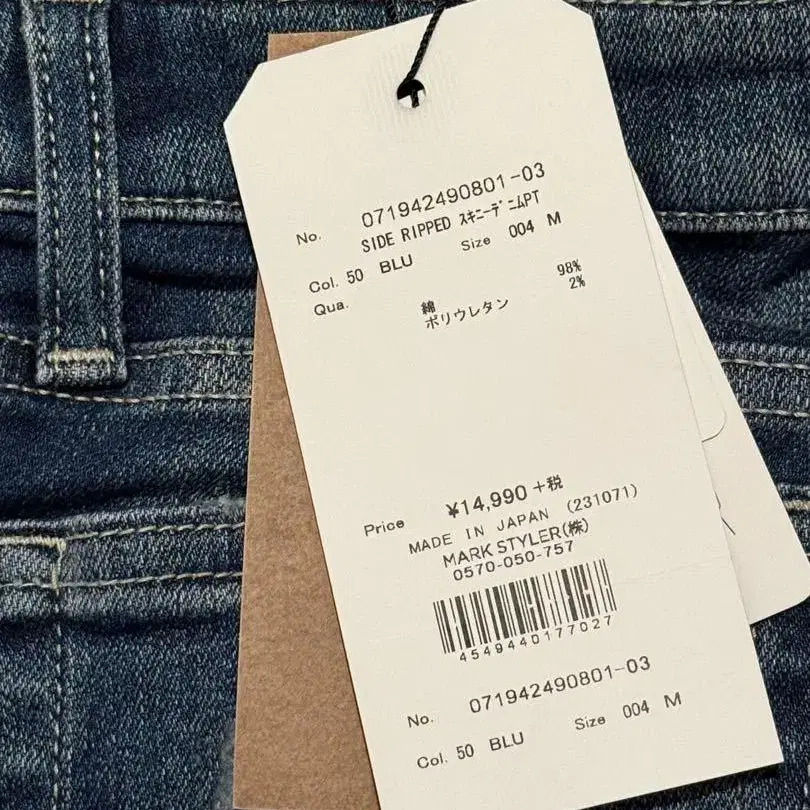 No. 071942490801-03
SIDE RIPPED ｽｷﾆｰﾃﾞﾆﾑPT
Col. 50 BLU Size 004 M
Qua. 綿 98%
ポリウレタン 2%
Price ¥14,990 +税
MADE IN JAPAN (231071)
MARK STYLER(株)
0570-050-757
4549440177027
No. 071942490801-03
Col. 50 BLU Size 004 M